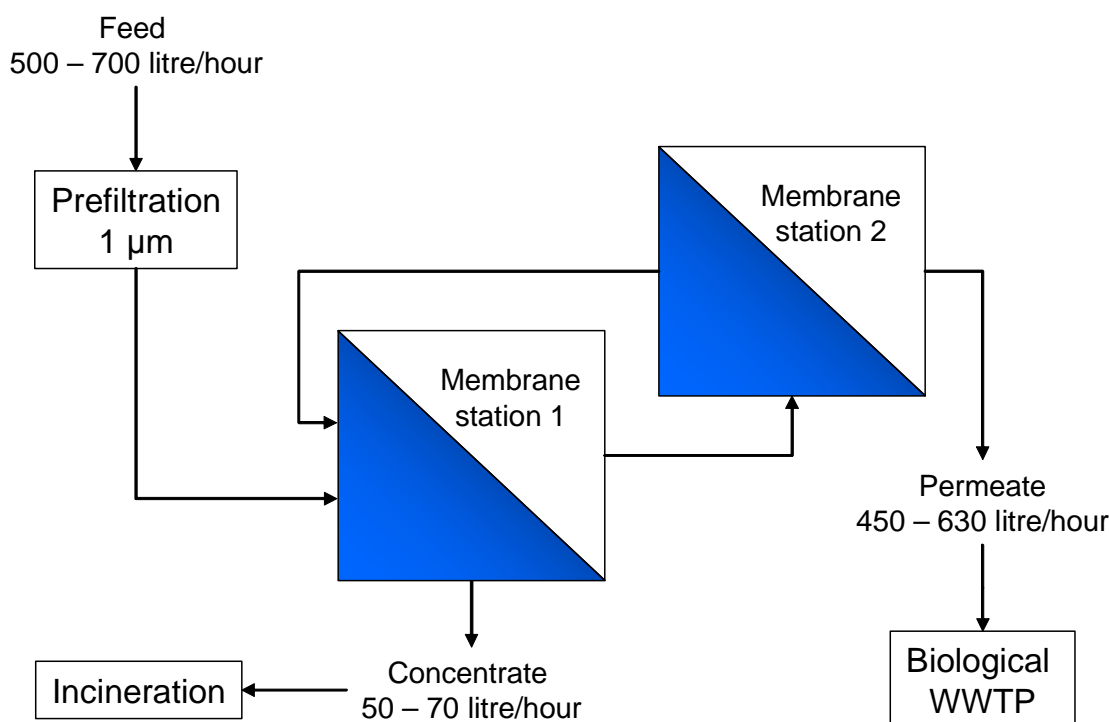 Feed
500 – 700 litre/hour
Prefiltration
1 µm
Membrane
station 2
Membrane
station 1
Permeate
450 – 630 litre/hour
Concentrate
50 – 70 litre/hour
Incineration
Biological
WWTP